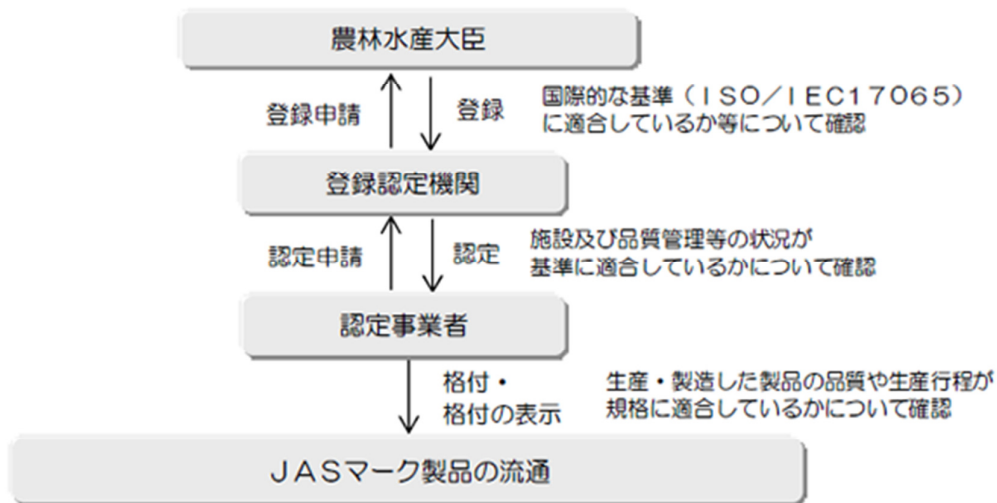 農林水産大臣
登録申請
登録
国際的な基準（ＩＳＯ／ＩＥＣ１７０６５）
に適合しているか等について確認
登録認定機関
認定申請
認定
施設及び品質管理等の状況が
基準に適合しているかについて確認
認定事業者
格付・
格付の表示
生産・製造した製品の品質や生産行程が
規格に適合しているかについて確認
ＪＡＳマーク製品の流通